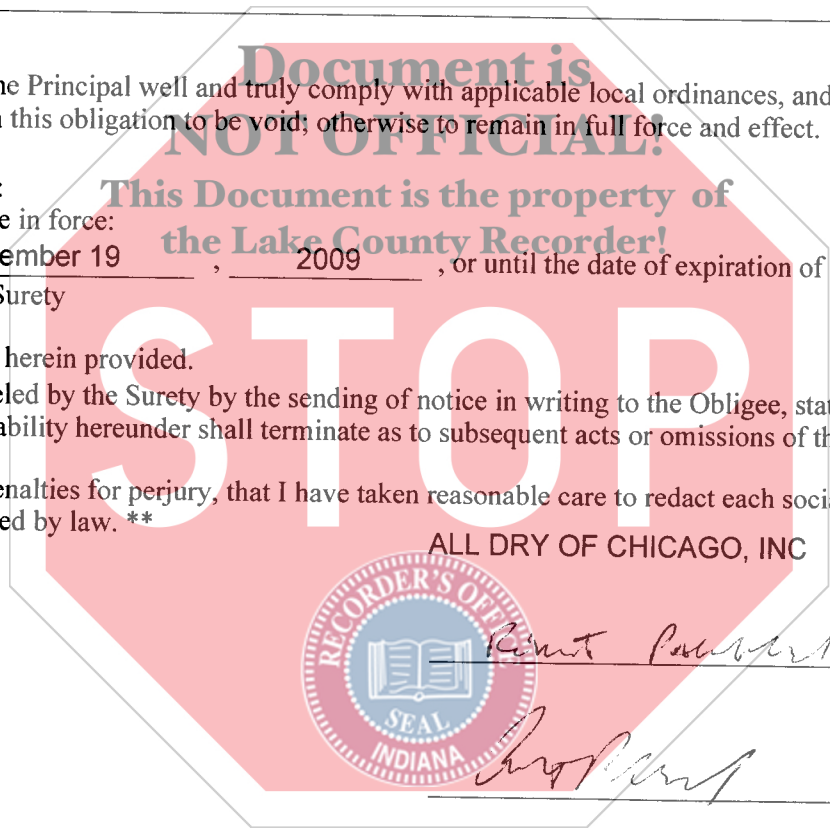 Document is
ne Principal well and truly comply with applicable local ordinances, and
this obligation to be void; otherwise to remain in full force and effect.
NOT OFFICIAL!
This Document is the property of
e in force:
the Lake County Recorder!
ember 19 , 2009 , or until the date of expiration of
Surety
STOP
herein provided.
eled by the Surety by the sending of notice in writing to the Obligee, stat
ability hereunder shall terminate as to subsequent acts or omissions of th
enalties for perjury, that I have taken reasonable care to redact each socia
ed by law. **
ALL DRY OF CHICAGO, INC
RECORDER'S OFFICE
SEAL
INDIANA